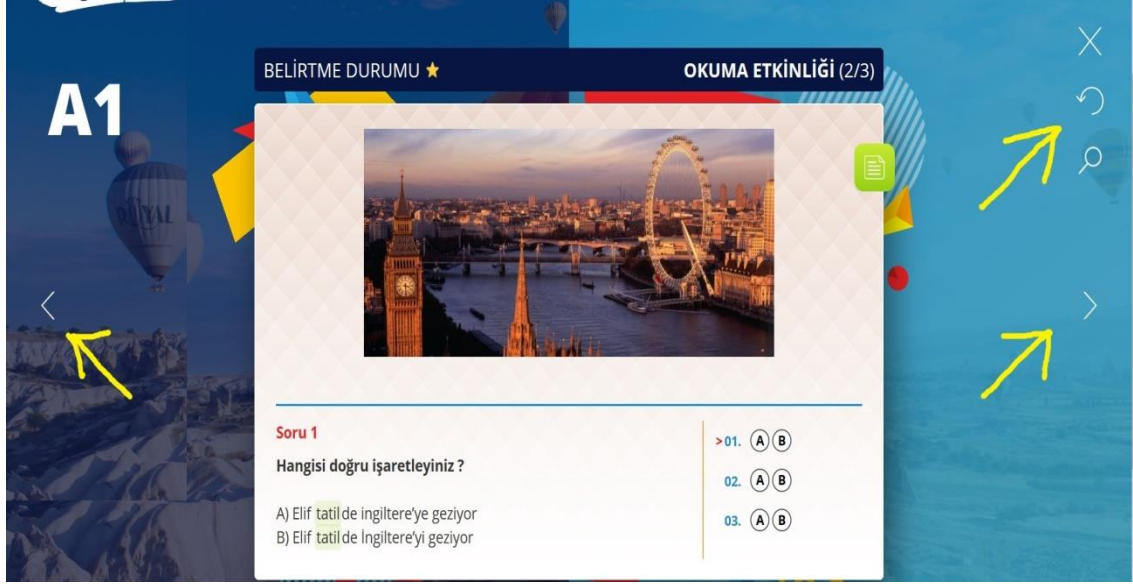 A1
BELİRTME DURUMU OKUMA ETKİNLİĞİ (2/3)
Soru 1
Hangisi doğru işaretleyiniz ?
A) Elif tatilde ingiltere'ye geziyor
B) Elif tatilde İngiltere'yi geziyor
>01. A B
02. A B
03. A B